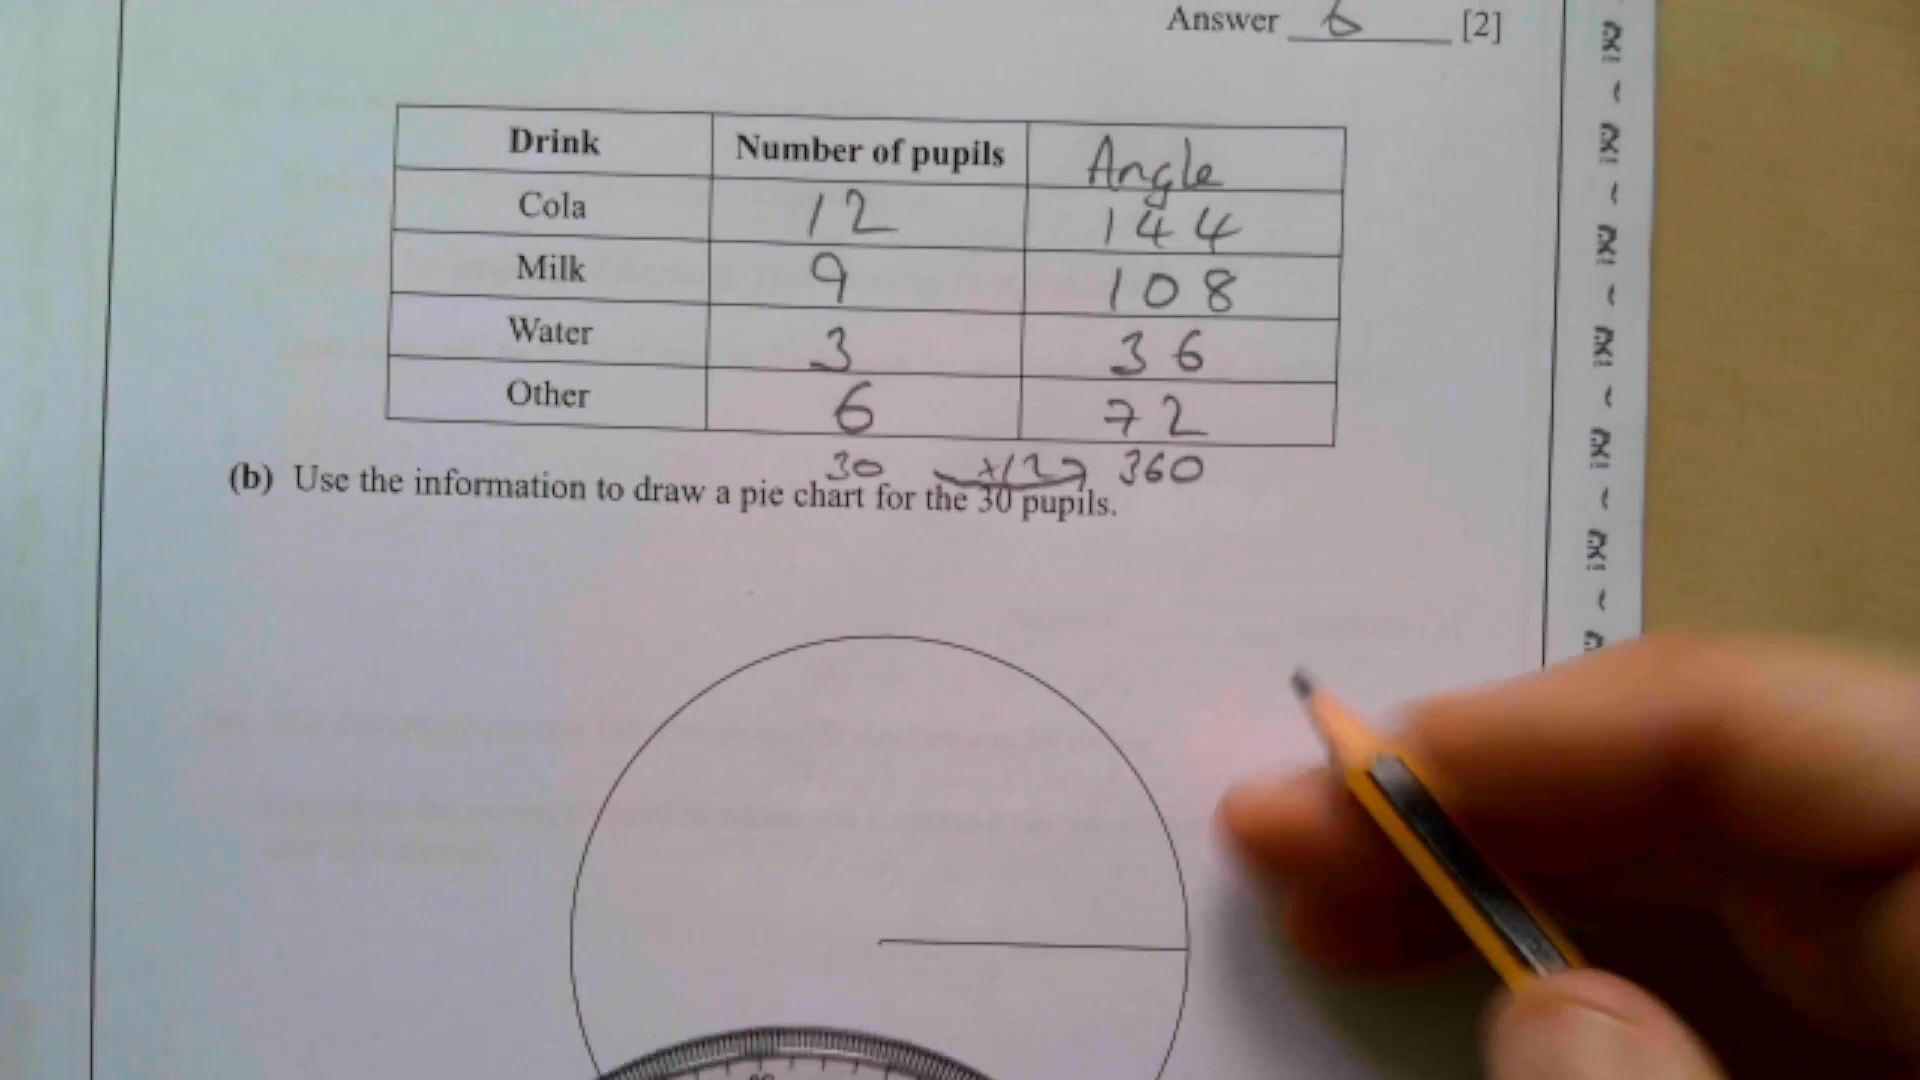 Answer 6 [2]
Drink Number of pupils Angle
Cola 12 144
Milk 9 108
Water 3 36
Other 6 72
30 x12 360
(b) Use the information to draw a pie chart for the 30 pupils.